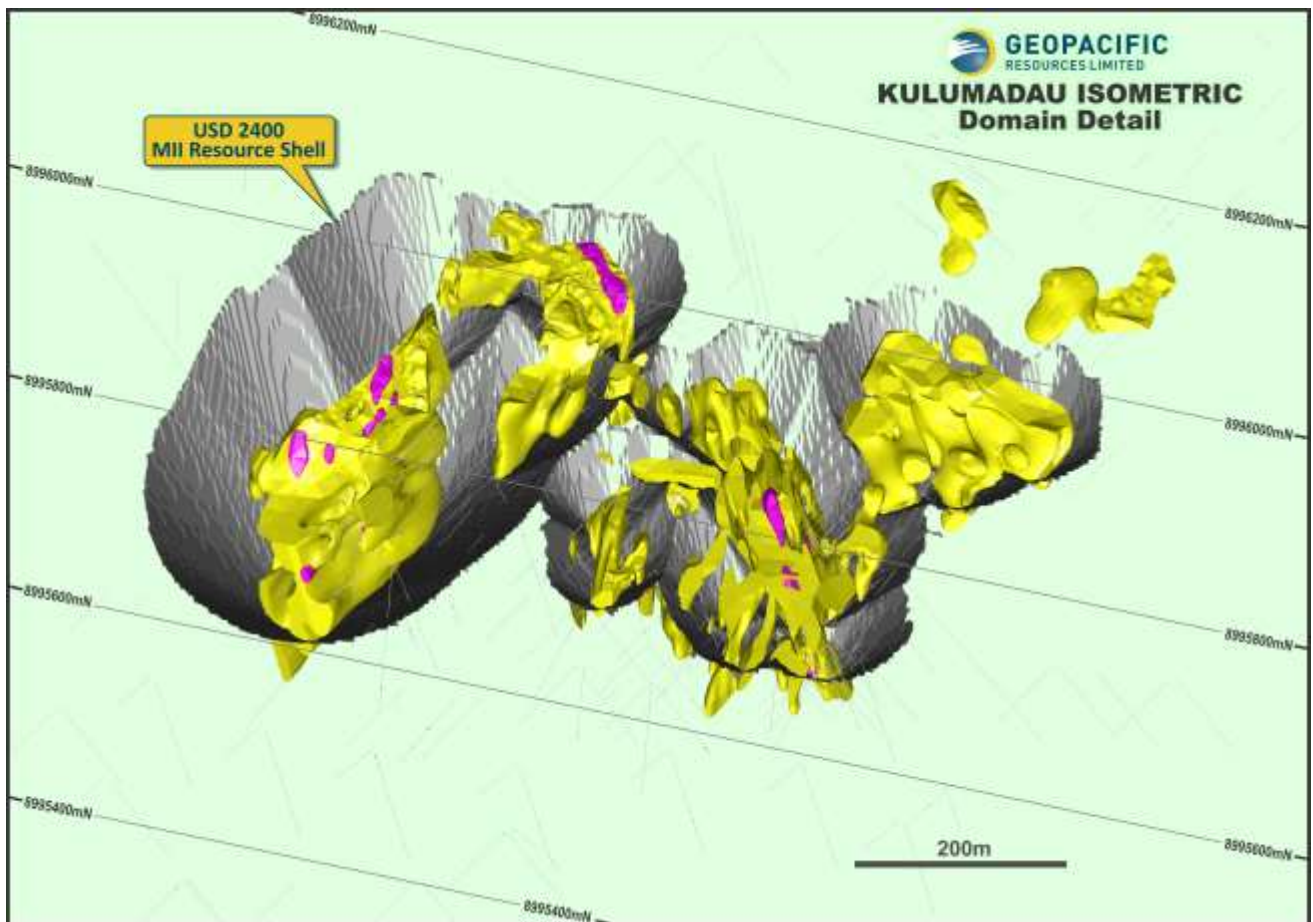 8996200mN
GEOPACIFIC
RESOURCES LIMITED
KULUMADAU ISOMETRIC
Domain Detail
USD 2400
MII Resource Shell
8996000mN
8996200mN
8995800mN
8996000mN
8995600mN
8995800mN
8995400mN
200m
8995600mN
8995400mN